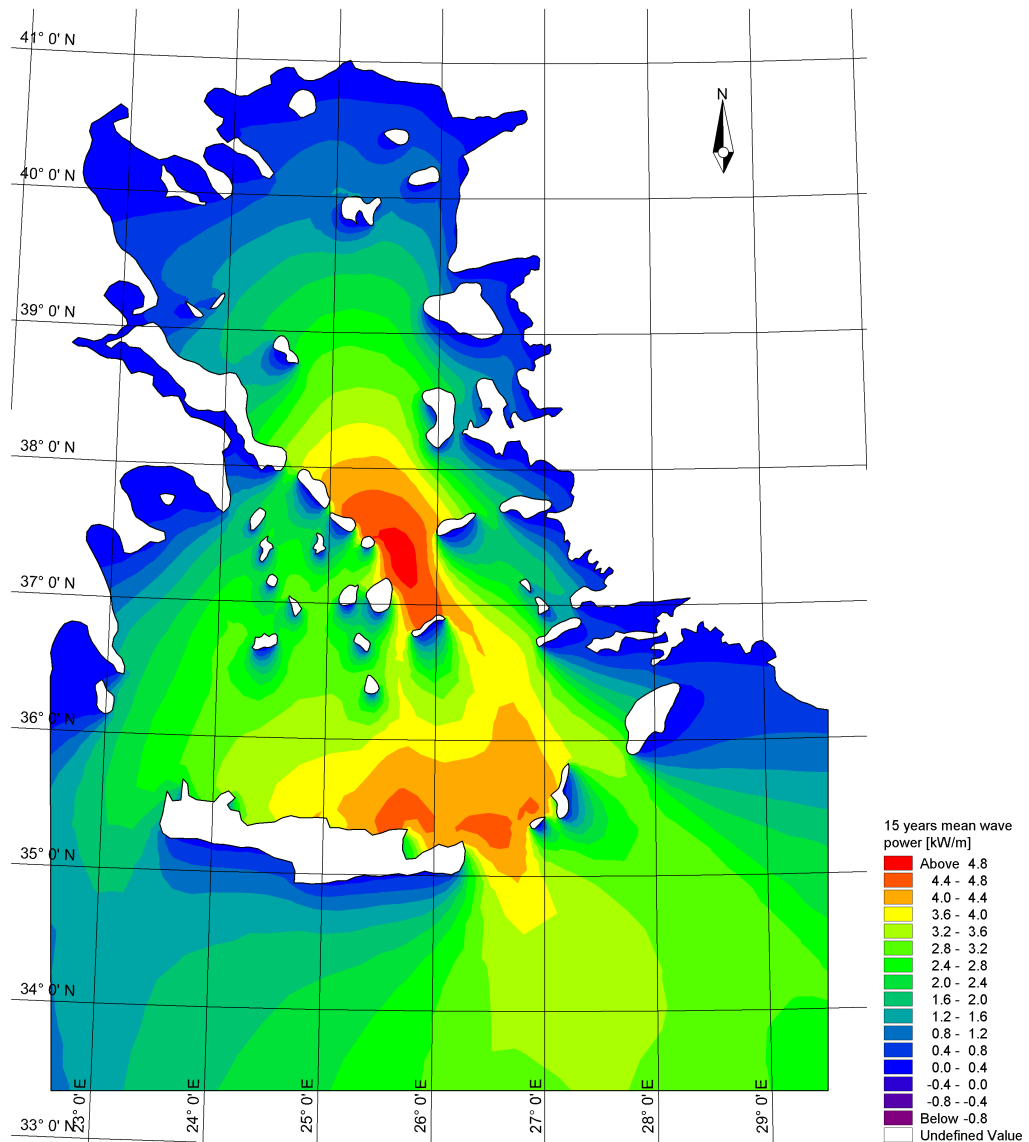 41° 0' N
N
40° 0' N
39° 0' N
38° 0' N
37° 0' N
36° 0' N
35° 0' N
34° 0' N
33° 0' N
23° 0' E
24° 0' E
25° 0' E
26° 0' E
27° 0' E
28° 0' E
29° 0' E
15 years mean wave
power [kW/m]
Above 4.8
4.4 - 4.8
4.0 - 4.4
3.6 - 4.0
3.2 - 3.6
2.8 - 3.2
2.4 - 2.8
2.0 - 2.4
1.6 - 2.0
1.2 - 1.6
0.8 - 1.2
0.4 - 0.8
0.0 - 0.4
-0.4 - 0.0
-0.8 - -0.4
Below -0.8
Undefined Value